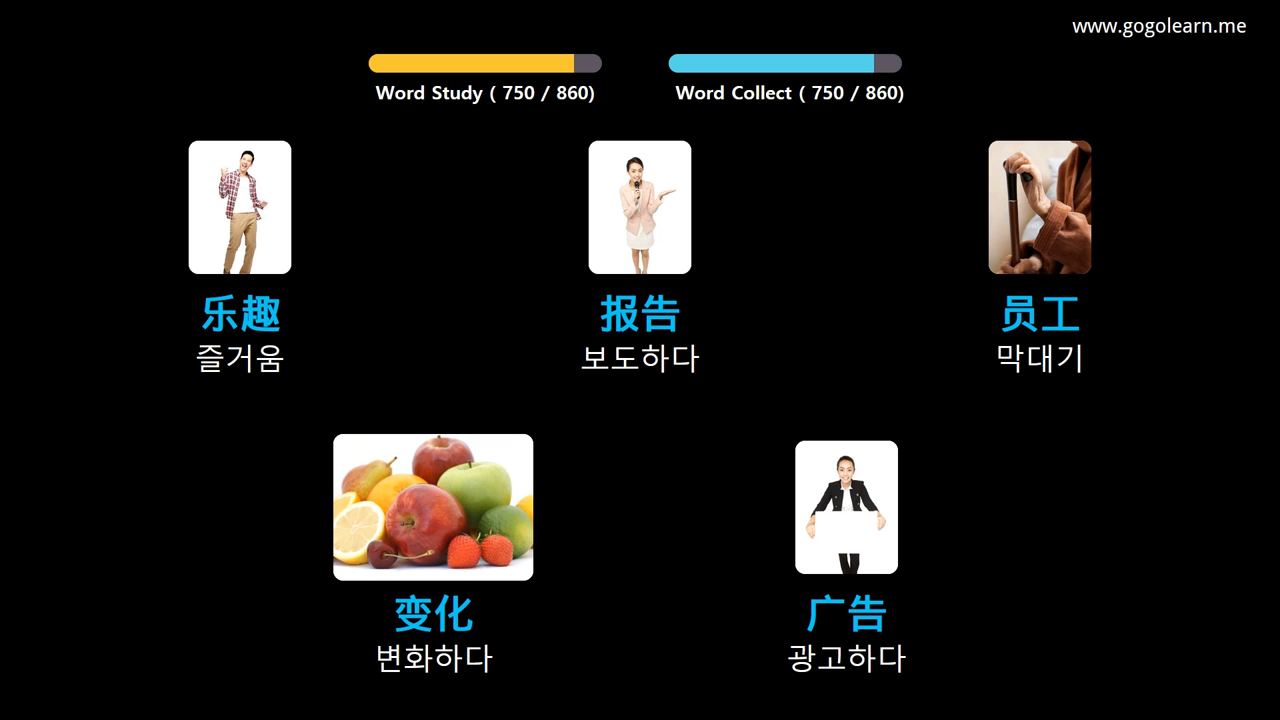 www.gogolearn.me
Word Study ( 750 / 860)
Word Collect ( 750 / 860)
乐趣
报告
员工
즐거움
보도하다
막대기
变化
广告
변화하다
광고하다